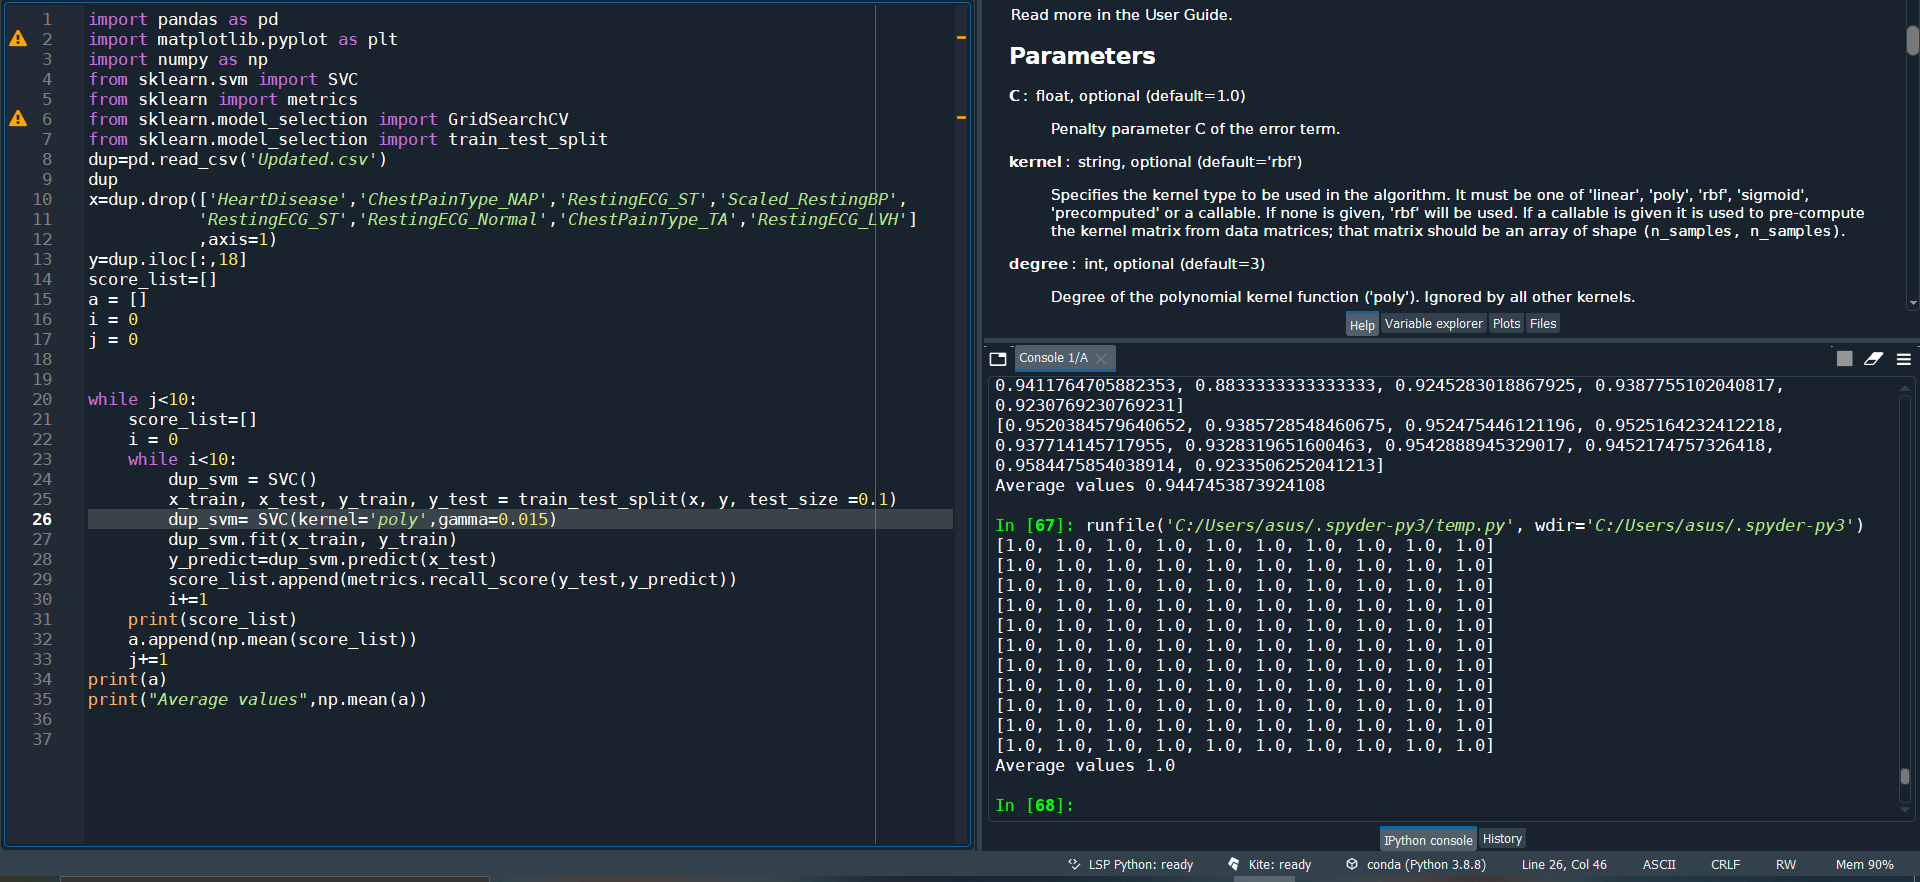 1 import pandas as pd
2 import matplotlib.pyplot as plt
3 import numpy as np
4 from sklearn.svm import SVC
5 from sklearn import metrics
6 from sklearn.model_selection import GridSearchCV
7 from sklearn.model_selection import train_test_split
8 dup=pd.read_csv('Updated.csv')
9 dup
10 x=dup.drop(['HeartDisease','ChestPainType_NAP','RestingECG_ST','Scaled_RestingBP',
11 'RestingECG_ST','RestingECG_Normal','ChestPainType_TA','RestingECG_LVH']
12 ,axis=1)
13 y=dup.iloc[:,18]
14 score_list=[]
15 a = []
16 i = 0
17 j = 0
18
19
20 while j<10:
21 score_list=[]
22 i = 0
23 while i<10:
24 dup_svm = SVC()
25 x_train, x_test, y_train, y_test = train_test_split(x, y, test_size =0.1)
26 dup_svm= SVC(kernel='poly',gamma=0.015)
27 dup_svm.fit(x_train, y_train)
28 y_predict=dup_svm.predict(x_test)
29 score_list.append(metrics.recall_score(y_test,y_predict))
30 i+=1
31 print(score_list)
32 a.append(np.mean(score_list))
33 j+=1
34 print(a)
35 print("Average values",np.mean(a))
36
37
Read more in the User Guide.
Parameters
C : float, optional (default=1.0)
Penalty parameter C of the error term.
kernel : string, optional (default='rbf')
Specifies the kernel type to be used in the algorithm. It must be one of 'linear', 'poly', 'rbf', 'sigmoid',
'precomputed' or a callable. If none is given, 'rbf' will be used. If a callable is given it is used to pre-compute
the kernel matrix from data matrices; that matrix should be an array of shape (n_samples, n_samples).
degree : int, optional (default=3)
Degree of the polynomial kernel function ('poly'). Ignored by all other kernels.
Help Variable explorer Plots Files
Console 1/A
0.9411764705882353, 0.8833333333333333, 0.9245283018867925, 0.9387755102040817,
0.9230769230769231]
[0.9520384579640652, 0.9385728548460675, 0.952475446121196, 0.9525164232412218,
0.937714145717955, 0.9328319651600463, 0.9542888945329017, 0.9452174757326418,
0.9584475854038914, 0.9233506252041213]
Average values 0.9447453873924108
In [67]: runfile('C:/Users/asus/.spyder-py3/temp.py', wdir='C:/Users/asus/.spyder-py3')
[1.0, 1.0, 1.0, 1.0, 1.0, 1.0, 1.0, 1.0, 1.0, 1.0]
[1.0, 1.0, 1.0, 1.0, 1.0, 1.0, 1.0, 1.0, 1.0, 1.0]
[1.0, 1.0, 1.0, 1.0, 1.0, 1.0, 1.0, 1.0, 1.0, 1.0]
[1.0, 1.0, 1.0, 1.0, 1.0, 1.0, 1.0, 1.0, 1.0, 1.0]
[1.0, 1.0, 1.0, 1.0, 1.0, 1.0, 1.0, 1.0, 1.0, 1.0]
[1.0, 1.0, 1.0, 1.0, 1.0, 1.0, 1.0, 1.0, 1.0, 1.0]
[1.0, 1.0, 1.0, 1.0, 1.0, 1.0, 1.0, 1.0, 1.0, 1.0]
[1.0, 1.0, 1.0, 1.0, 1.0, 1.0, 1.0, 1.0, 1.0, 1.0]
[1.0, 1.0, 1.0, 1.0, 1.0, 1.0, 1.0, 1.0, 1.0, 1.0]
[1.0, 1.0, 1.0, 1.0, 1.0, 1.0, 1.0, 1.0, 1.0, 1.0]
[1.0, 1.0, 1.0, 1.0, 1.0, 1.0, 1.0, 1.0, 1.0, 1.0]
Average values 1.0
In [68]:
IPython console History
LSP Python: ready Kite: ready conda (Python 3.8.8) Line 26, Col 46 ASCII CRLF RW Mem 90%